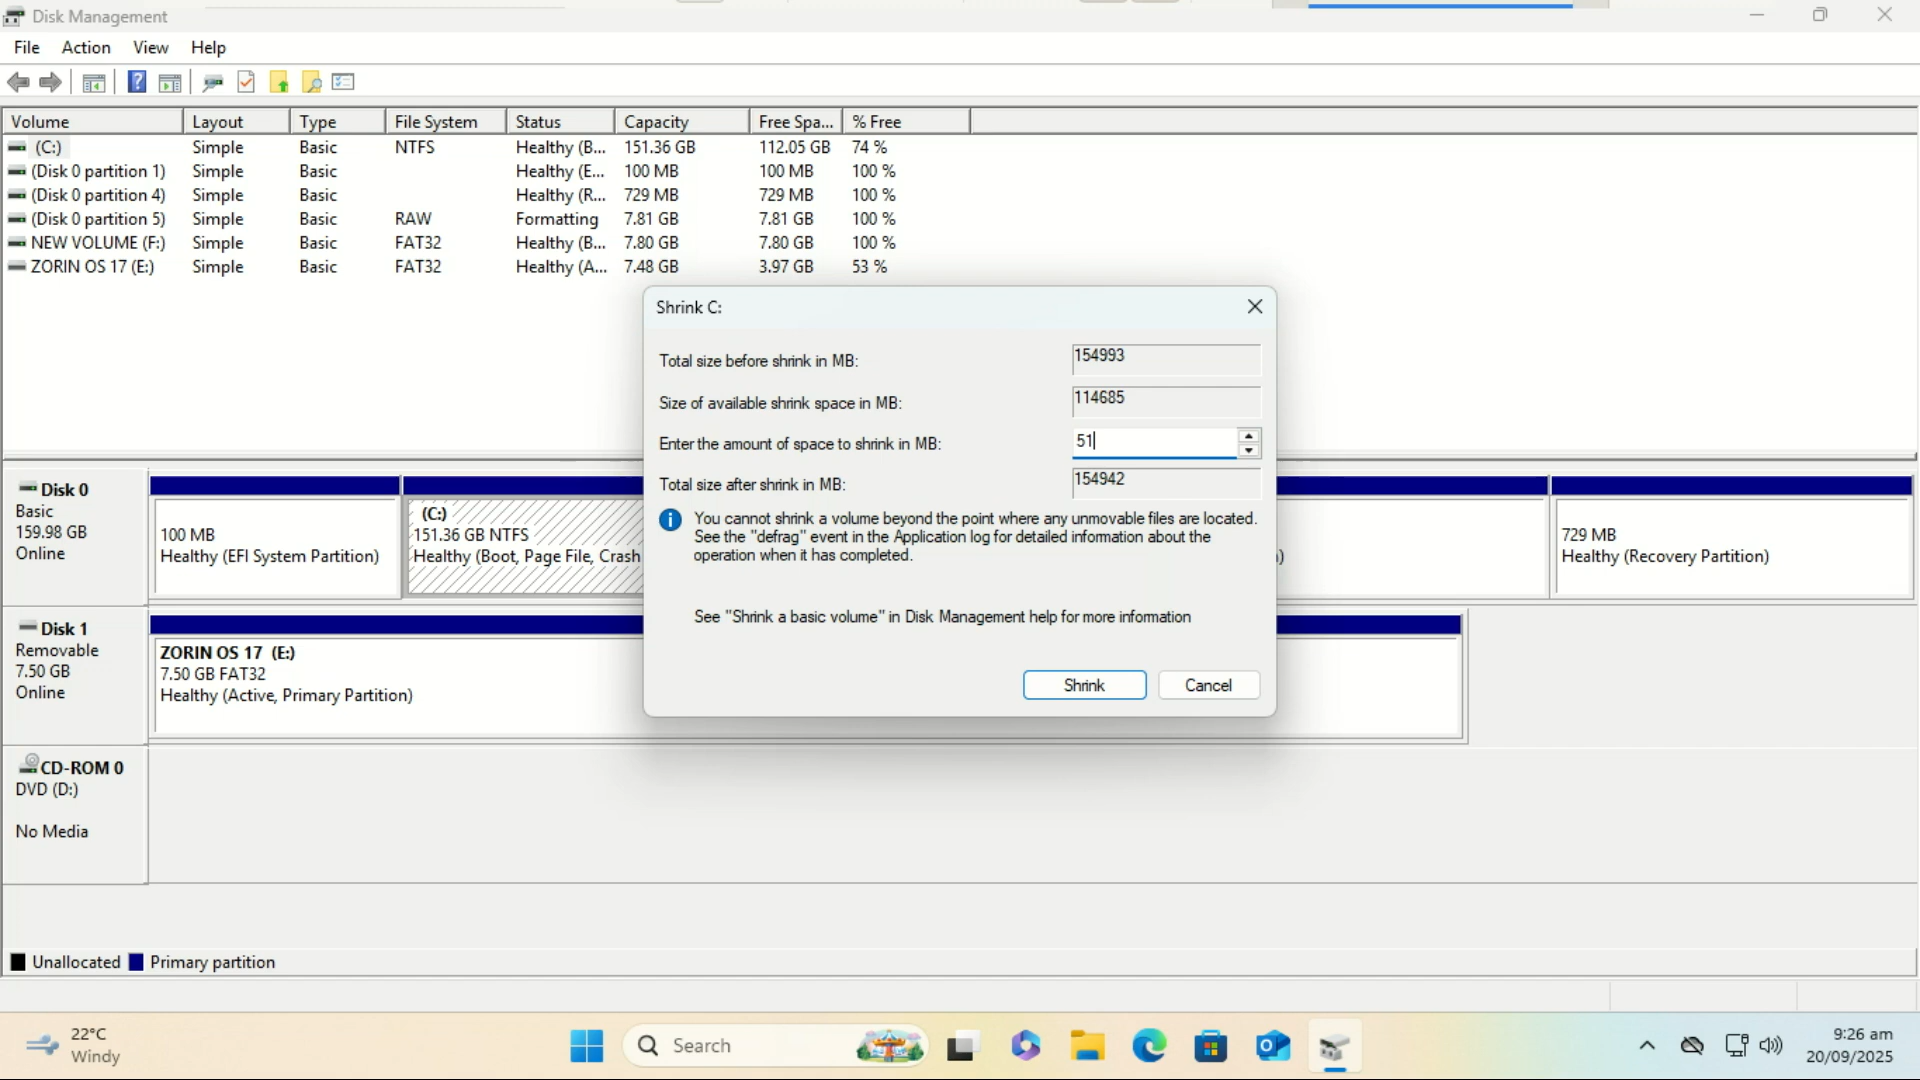 Disk Management
File Action View Help
Volume Layout Type File System Status Capacity Free Spa... % Free
(C:) Simple Basic NTFS Healthy (B... 151.36 GB 112.05 GB 74 %
(Disk 0 partition 1) Simple Basic Healthy (E... 100 MB 100 MB 100 %
(Disk 0 partition 4) Simple Basic Healthy (R... 729 MB 729 MB 100 %
(Disk 0 partition 5) Simple Basic RAW Formatting 7.81 GB 7.81 GB 100 %
NEW VOLUME (F:) Simple Basic FAT32 Healthy (B... 7.80 GB 7.80 GB 100 %
ZORIN OS 17 (E:) Simple Basic FAT32 Healthy (A... 7.48 GB 3.97 GB 53 %
Shrink C:
Total size before shrink in MB: 154993
Size of available shrink space in MB: 114685
Enter the amount of space to shrink in MB: 51
Total size after shrink in MB: 154942
You cannot shrink a volume beyond the point where any unmovable files are located.
See the "defrag" event in the Application log for detailed information about the
operation when it has completed.
See "Shrink a basic volume" in Disk Management help for more information
Shrink Cancel
Disk 0
Basic
159.98 GB
Online
100 MB
Healthy (EFI System Partition)
(C:)
151.36 GB NTFS
Healthy (Boot, Page File, Crash
)
729 MB
Healthy (Recovery Partition)
Disk 1
Removable
7.50 GB
Online
ZORIN OS 17 (E:)
7.50 GB FAT32
Healthy (Active, Primary Partition)
CD-ROM 0
DVD (D:)
No Media
Unallocated Primary partition
22°C
Windy
Search
9:26 am
20/09/2025